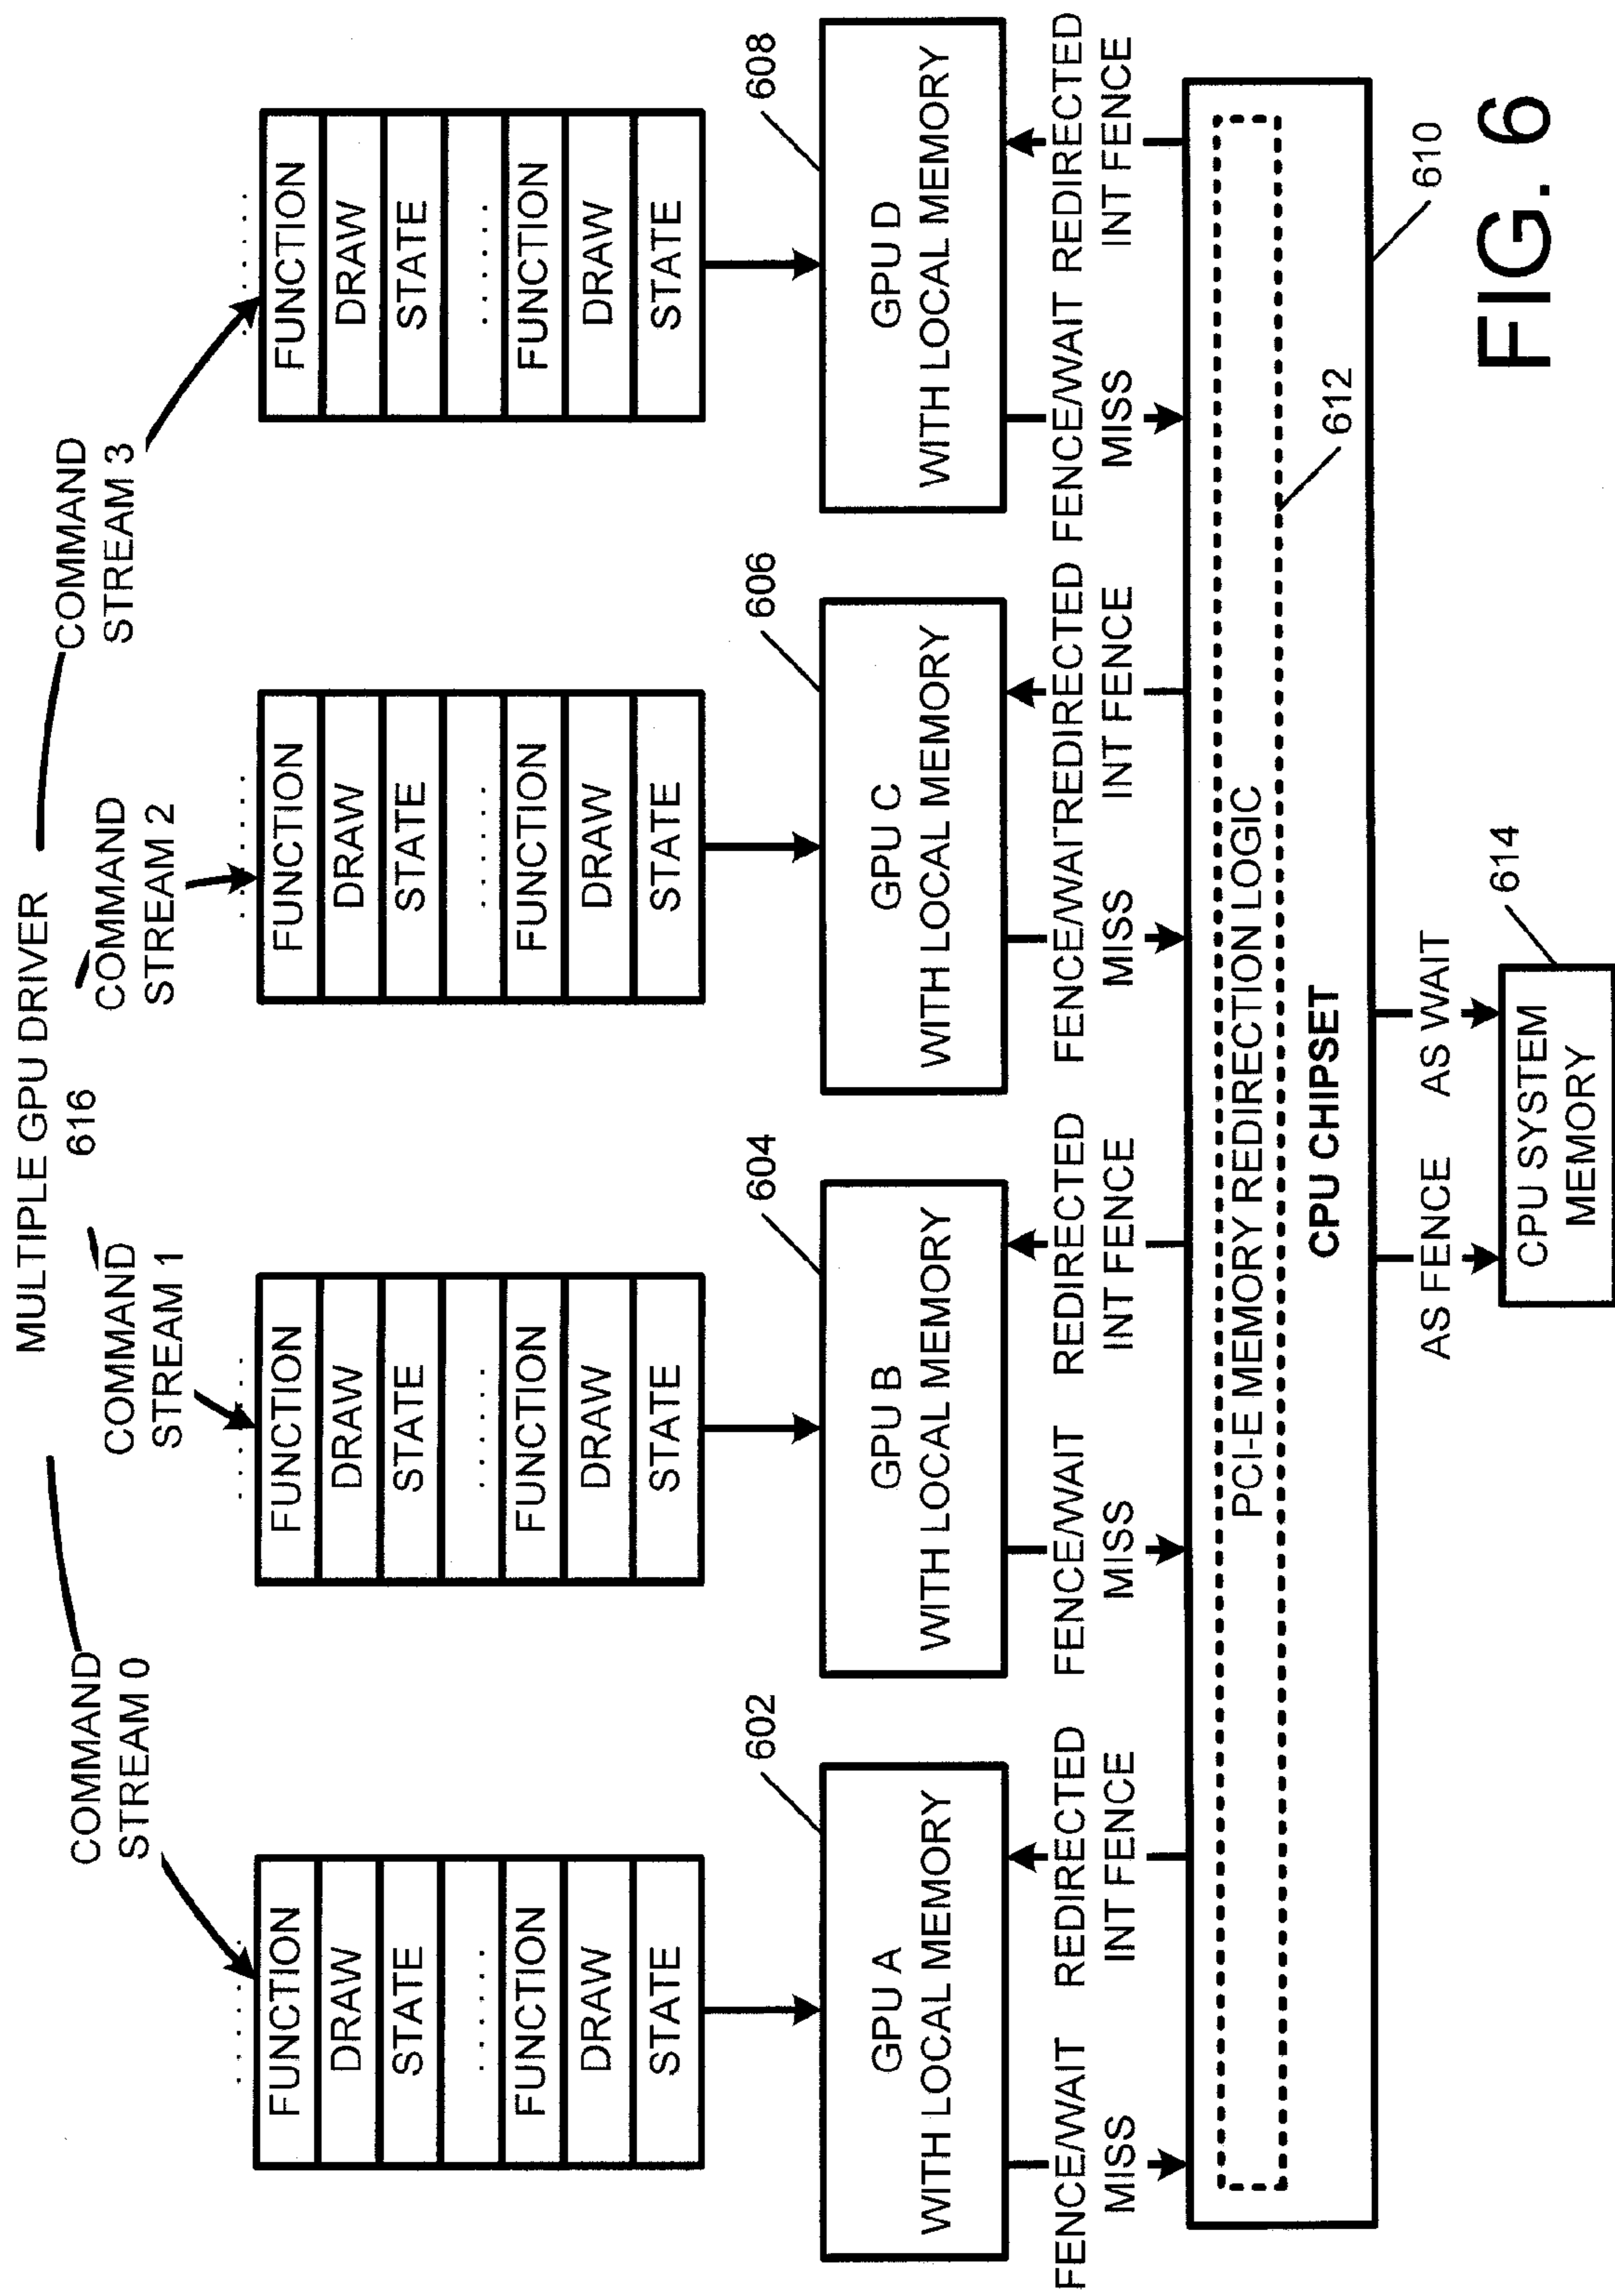 MULTIPLE GPU DRIVER
616
COMMAND
STREAM 0
COMMAND
STREAM 1
COMMAND
STREAM 2
COMMAND
STREAM 3
. . . . . .
FUNCTION
DRAW
STATE
. . . . . .
FUNCTION
DRAW
STATE
. . . . . .
FUNCTION
DRAW
STATE
. . . . . .
FUNCTION
DRAW
STATE
. . . . . .
FUNCTION
DRAW
STATE
. . . . . .
FUNCTION
DRAW
STATE
. . . . . .
FUNCTION
DRAW
STATE
. . . . . .
FUNCTION
DRAW
STATE
602
GPU A
WITH LOCAL MEMORY
604
GPU B
WITH LOCAL MEMORY
606
GPU C
WITH LOCAL MEMORY
608
GPU D
WITH LOCAL MEMORY
FENCE/WAIT
MISS
REDIRECTED
INT FENCE
FENCE/WAIT
MISS
REDIRECTED
INT FENCE
FENCE/WAIT
MISS
REDIRECTED
INT FENCE
FENCE/WAIT
MISS
REDIRECTED
INT FENCE
PCI-E MEMORY REDIRECTION LOGIC
CPU CHIPSET
612
610
AS FENCE
AS WAIT
614
CPU SYSTEM
MEMORY
FIG. 6